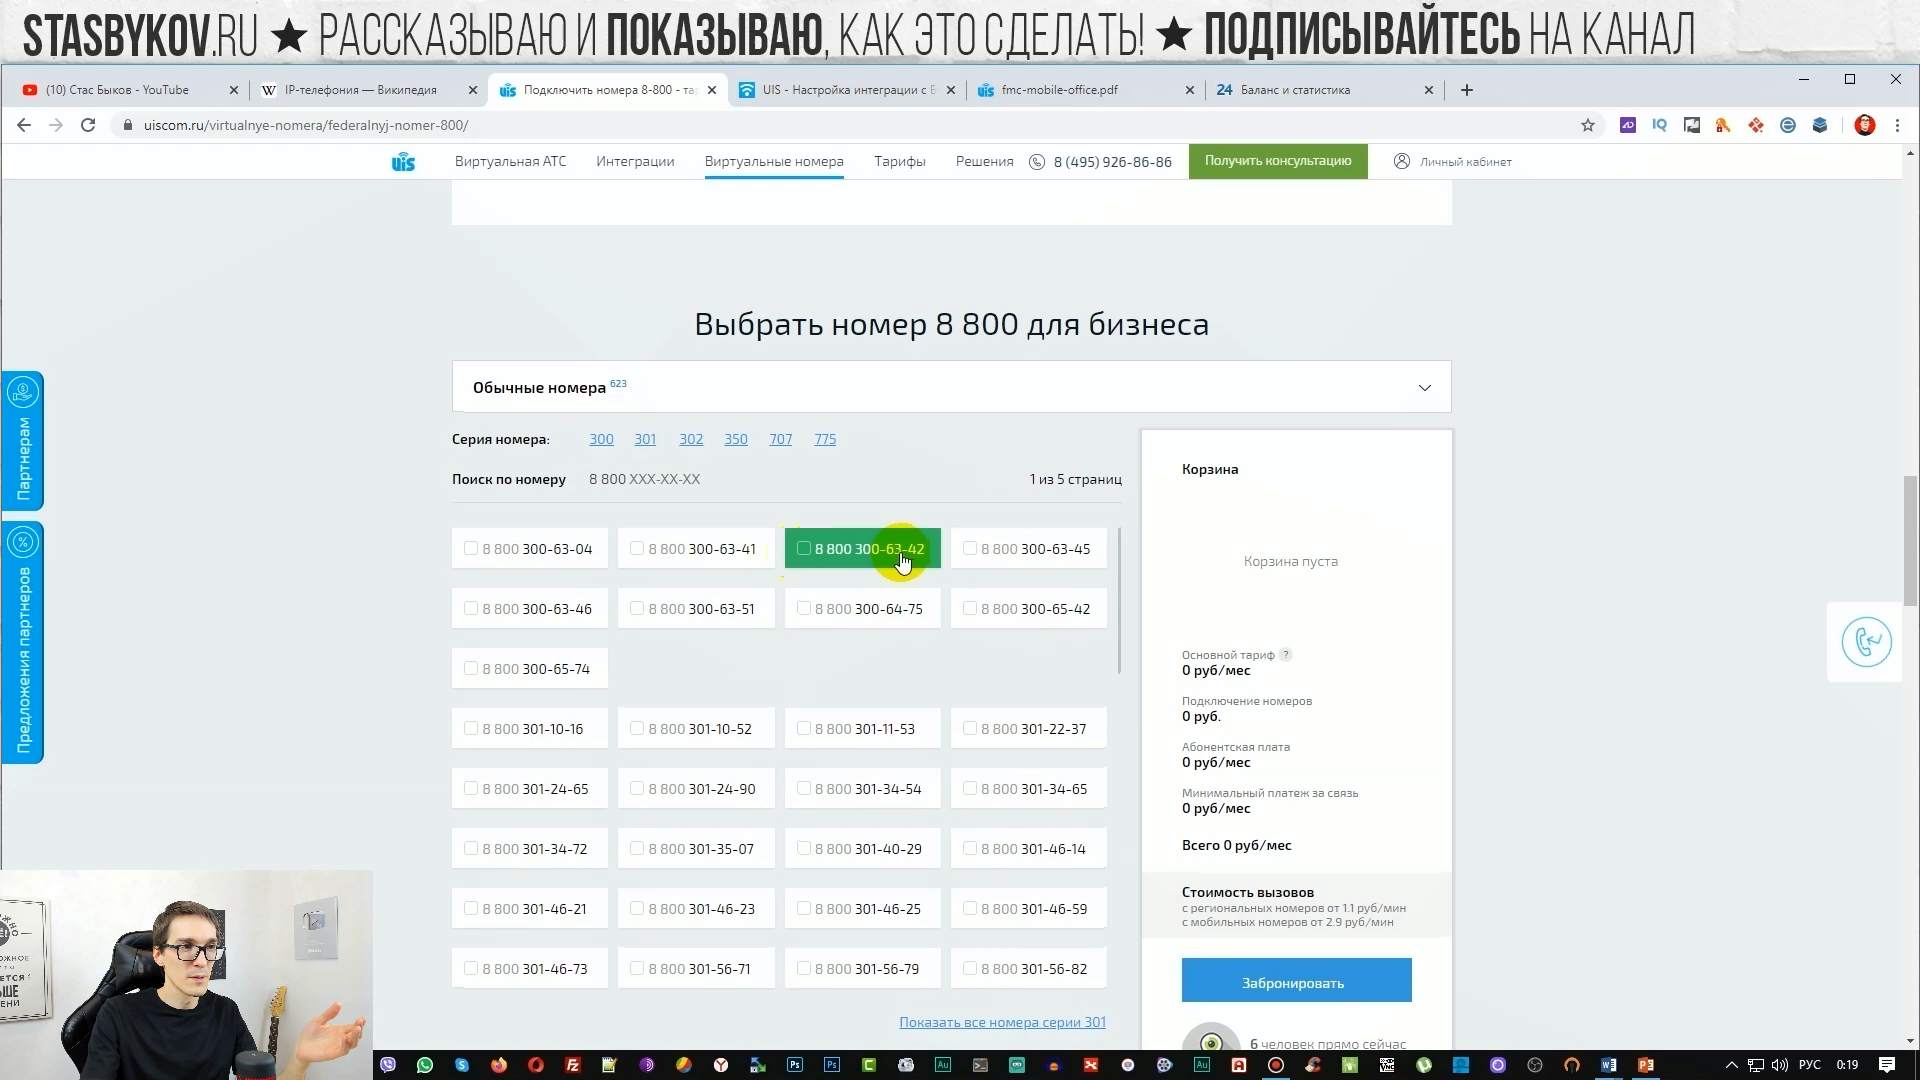 STASBYKOV.RU ★ РАССКАЗЫВАЮ И ПОКАЗЫВАЮ, КАК ЭТО СДЕЛАТЬ! ★ ПОДПИСЫВАЙТЕСЬ НА КАНАЛ
(10) Стас Быков - YouTube
IP-телефония — Википедия
Подключить номера 8-800 - та
UIS - Настройка интеграции с Б
fmc-mobile-office.pdf
24 Баланс и статистика
uiscom.ru/virtualnye-nomera/federalnyj-nomer-800/
uis
Виртуальная АТС Интеграции Виртуальные номера Тарифы Решения 8 (495) 926-86-86 Получить консультацию Личный кабинет
Выбрать номер 8 800 для бизнеса
Обычные номера 623
Серия номера: 300 301 302 350 707 775
Поиск по номеру 8 800 XXX-XX-XX 1 из 5 страниц
8 800 300-63-04 8 800 300-63-41 8 800 300-63-42 8 800 300-63-45
8 800 300-63-46 8 800 300-63-51 8 800 300-64-75 8 800 300-65-42
8 800 300-65-74
8 800 301-10-16 8 800 301-10-52 8 800 301-11-53 8 800 301-22-37
8 800 301-24-65 8 800 301-24-90 8 800 301-34-54 8 800 301-34-65
8 800 301-34-72 8 800 301-35-07 8 800 301-40-29 8 800 301-46-14
8 800 301-46-21 8 800 301-46-23 8 800 301-46-25 8 800 301-46-59
8 800 301-46-73 8 800 301-56-71 8 800 301-56-79 8 800 301-56-82
Показать все номера серии 301
Корзина
Корзина пуста
Основной тариф ?
0 руб/мес
Подключение номеров
0 руб.
Абонентская плата
0 руб/мес
Минимальный платеж за связь
0 руб/мес
Всего 0 руб/мес
Стоимость вызовов
с региональных номеров от 1.1 руб/мин
с мобильных номеров от 2.9 руб/мин
Забронировать
6 человек прямо сейчас
Партнерам
Предложения партнеров
РУС 0:19